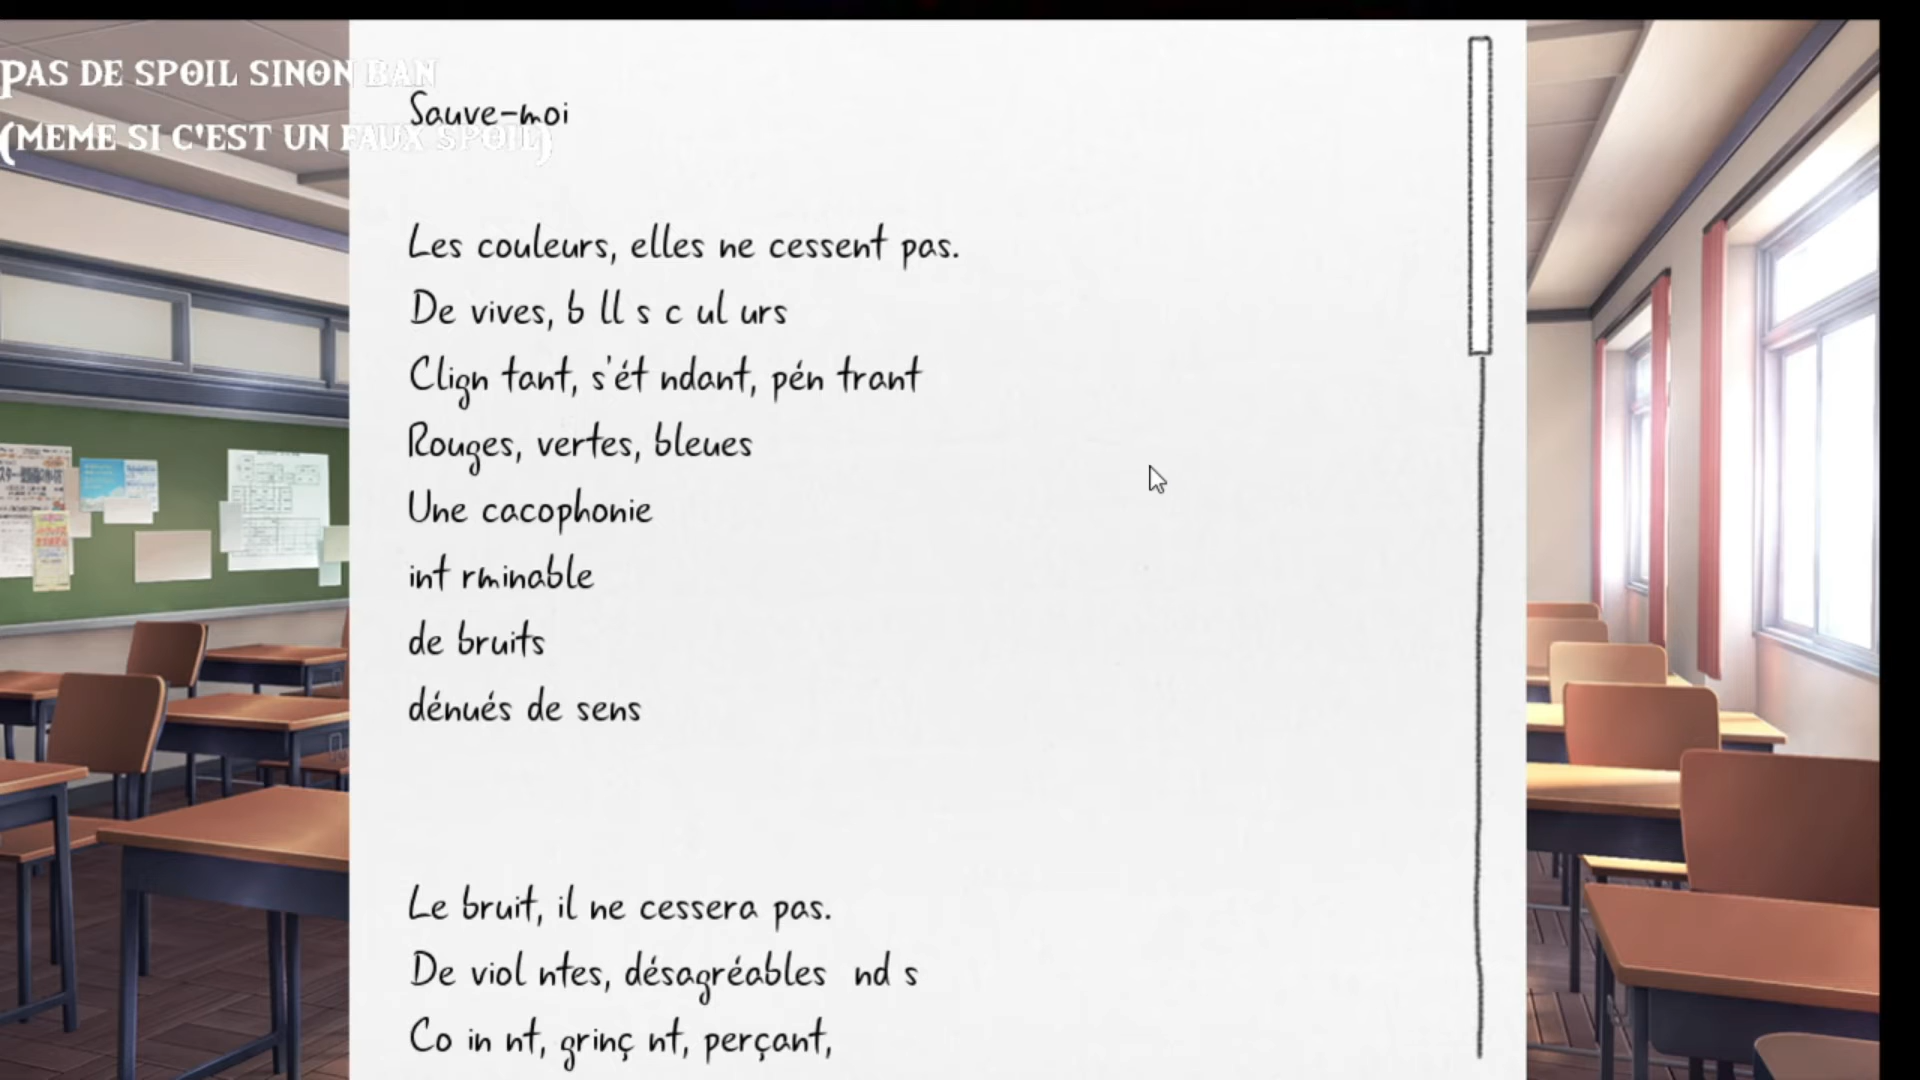 PAS DE SPOIL SINON BAN
(MEME SI C'EST UN FAUX SPOIL)
Sauve-moi
Les couleurs, elles ne cessent pas.
De vives, b ll s c ul urs
Clign tant, s'ét ndant, pén trant
Rouges, vertes, bleues
Une cacophonie
int rminable
de bruits
dénués de sens
Le bruit, il ne cessera pas.
De viol ntes, désagréables  nd s
Co in nt, grinç nt, perçant,